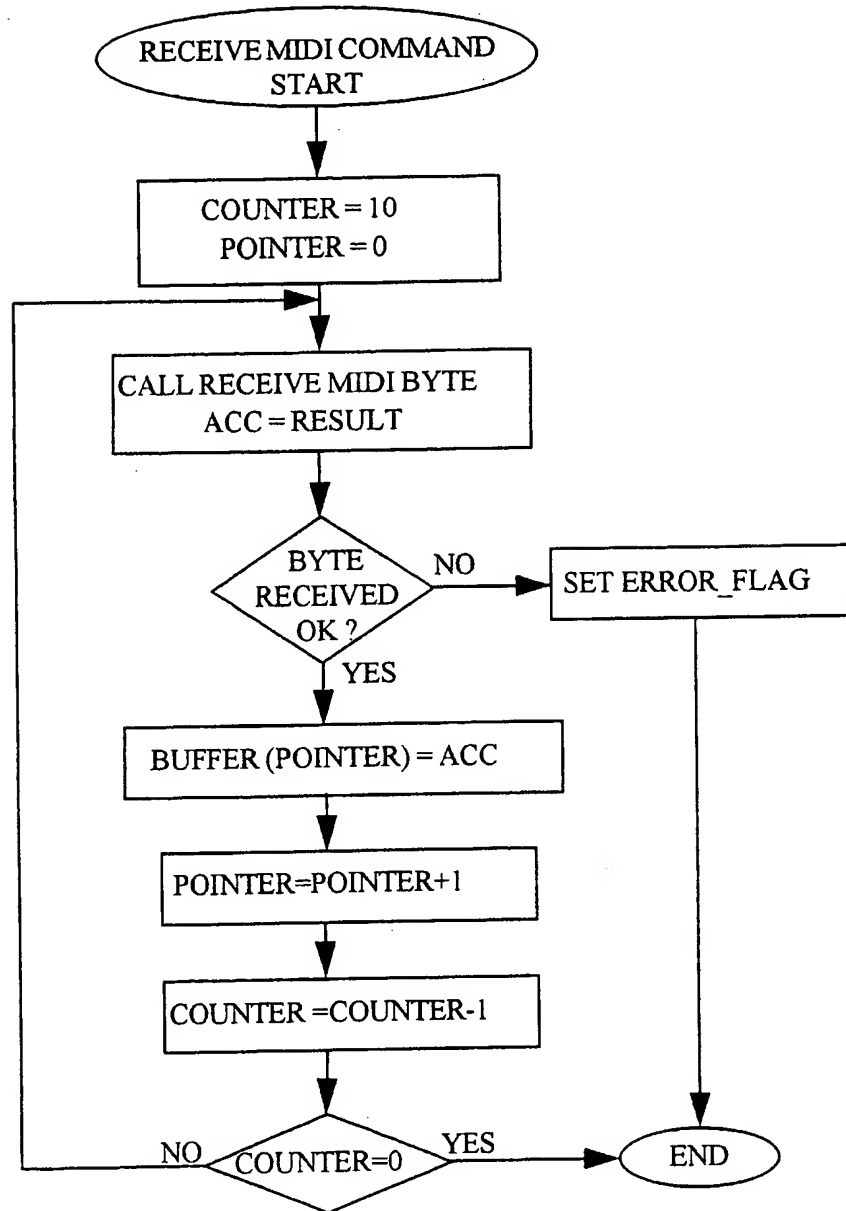 RECEIVE MIDI COMMAND
START
COUNTER = 10
POINTER = 0
CALL RECEIVE MIDI BYTE
ACC = RESULT
BYTE
RECEIVED
OK ?
NO
SET ERROR_FLAG
YES
BUFFER (POINTER) = ACC
POINTER=POINTER+1
COUNTER =COUNTER-1
NO
COUNTER=0
YES
END